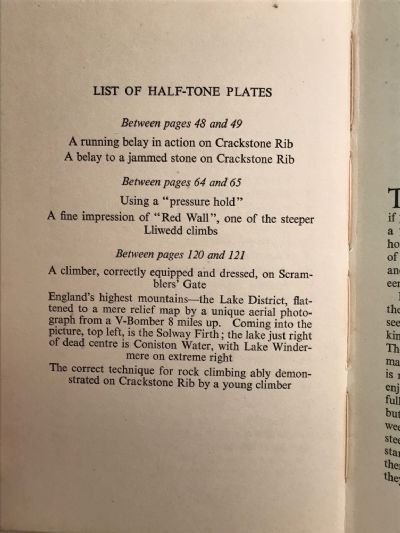 LIST OF HALF-TONE PLATES
Between pages 48 and 49
A running belay in action on Crackstone Rib
A belay to a jammed stone on Crackstone Rib
Between pages 64 and 65
Using a "pressure hold"
A fine impression of "Red Wall", one of the steeper
Lliwedd climbs
Between pages 120 and 121
A climber, correctly equipped and dressed, on Scram-
blers' Gate
England's highest mountains—the Lake District, flat-
tened to a mere relief map by a unique aerial photo-
graph from a V-Bomber 8 miles up. Coming into the
picture, top left, is the Solway Firth; the lake just right
of dead centre is Coniston Water, with Lake Winder-
mere on extreme right
The correct technique for rock climbing ably demon-
strated on Crackstone Rib by a young climber